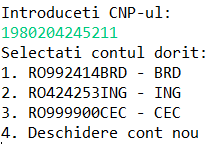 Introduceti CNP-ul:
1980204245211
Selectati contul dorit:
1. RO992414BRD - BRD
2. RO424253ING - ING
3. RO999900CEC - CEC
4. Deschidere cont nou